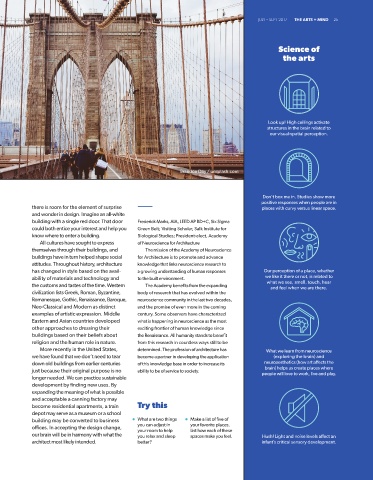 THE ARTS + MIND
Science of
the arts
Look up! High ceilings activate
structures in the brain related to
our visual-spatial perception.
Don't box me in. Studies show more
positive responses when people are in
places with curvy versus linear space.
Our perception of a place, whether
we like it there or not, is related to
what we see, smell, touch, hear
and feel when we are there.
What we learn from neuroscience
(exploring the brain) and
neuroaesthetics (how art affects the
brain) helps us create places where
people will love to work, live and play.
Hush! Light and noise levels affect an
infant's critical sensory development.
there is room for the element of surprise
and wonder in design. Imagine an all-white
building with a single red door. That door
could both entice your interest and help you
know where to enter a building.
All cultures have sought to express
themselves through their buildings, and
buildings have in turn helped shape social
attitudes. Throughout history, architecture
has changed in style based on the avail-
ability of materials and technology and
the customs and tastes of the time. Western
civilization lists Greek, Roman, Byzantine,
Romanesque, Gothic, Renaissance, Baroque,
Neo-Classical and Modern as distinct
examples of artistic expression. Middle
Eastern and Asian countries developed
other approaches to dressing their
buildings based on their beliefs about
religion and the human role in nature.
More recently in the United States,
we have found that we don't need to tear
down old buildings from earlier centuries
just because their original purpose is no
longer needed. We can practice sustainable
development by finding new uses. By
expanding the meaning of what is possible
and acceptable a canning factory may
become residential apartments, a train
depot may serve as a museum or a school
building may be converted to business
offices. In accepting the design change,
our brain will be in harmony with what the
architect most likely intended.
Frederick Marks, AIA, LEED AP BD+C, Six Sigma
Green Belt; Visiting Scholar, Salk Institute for
Biological Studies; President-elect, Academy
of Neuroscience for Architecture
The mission of the Academy of Neuroscience
for Architecture is to promote and advance
knowledge that links neuroscience research to
a growing understanding of human responses
to the built environment.
The Academy benefits from the expanding
body of research that has evolved within the
neuroscience community in the last two decades,
and the promise of even more in the coming
century. Some observers have characterized
what is happening in neuroscience as the most
exciting frontier of human knowledge since
the Renaissance. All humanity stands to benefit
from this research in countless ways still to be
determined. The profession of architecture has
become a partner in developing the application
of this knowledge base in order to increase its
ability to be of service to society.
Try this
What are two things
you can adjust in
your room to help
you relax and sleep
better?
Make a list of five of
your favorite places.
List how each of these
spaces make you feel.